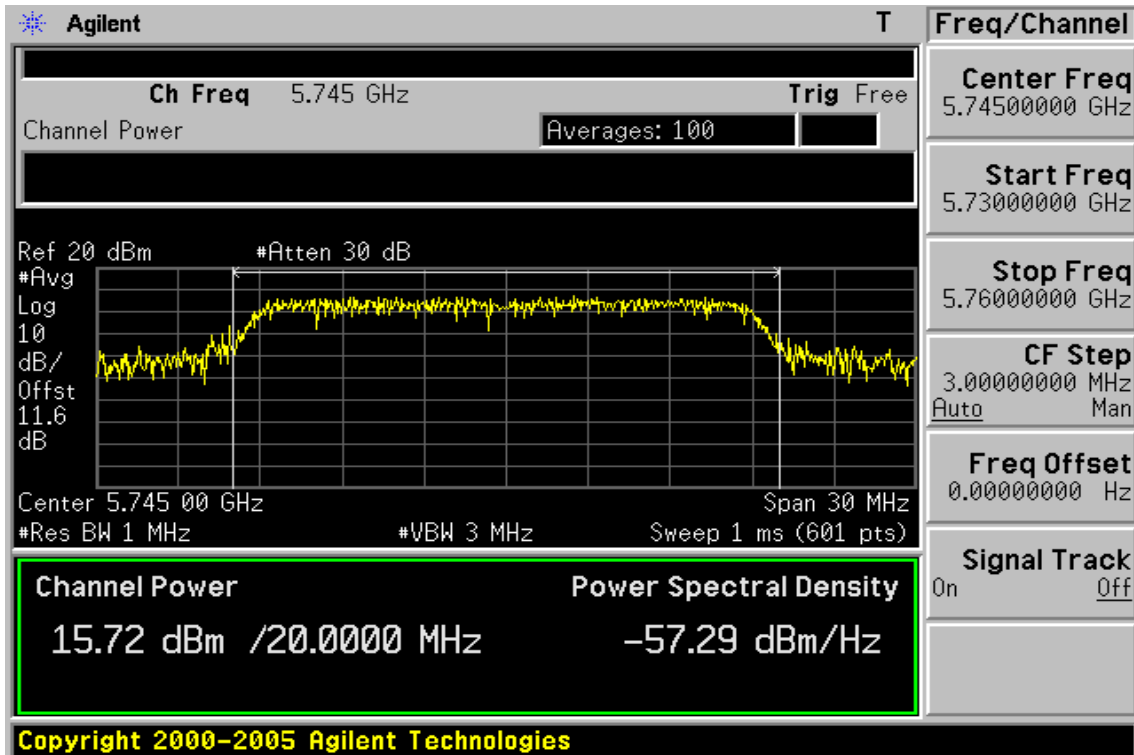 Agilent T Freq/Channel
Ch Freq 5.745 GHz Trig Free
Channel Power Averages: 100
Ref 20 dBm #Atten 30 dB
#Avg
Log
10
dB/
Offst
11.6
dB
Center 5.745 00 GHz Span 30 MHz
#Res BW 1 MHz #VBW 3 MHz Sweep 1 ms (601 pts)
Channel Power Power Spectral Density
15.72 dBm /20.0000 MHz -57.29 dBm/Hz
Copyright 2000-2005 Agilent Technologies
Center Freq
5.74500000 GHz
Start Freq
5.73000000 GHz
Stop Freq
5.76000000 GHz
CF Step
3.00000000 MHz
Auto Man
Freq Offset
0.00000000 Hz
Signal Track
On Off